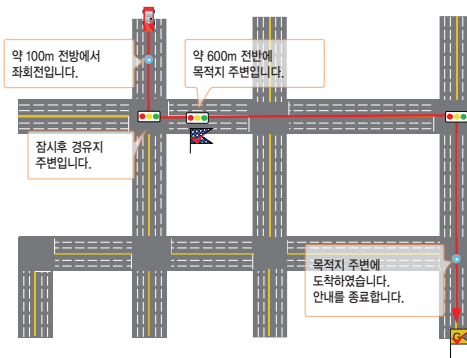 약 100m 전방에서
좌회전입니다.
약 600m 전반에
목적지 주변입니다.
잠시후 경유지
주변입니다.
목적지 주변에
도착하였습니다.
안내를 종료합니다.
G